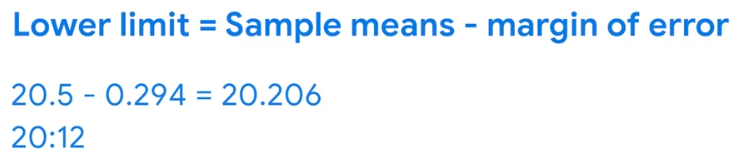 Lower limit = Sample means - margin of error
20.5 - 0.294 = 20.206
20:12